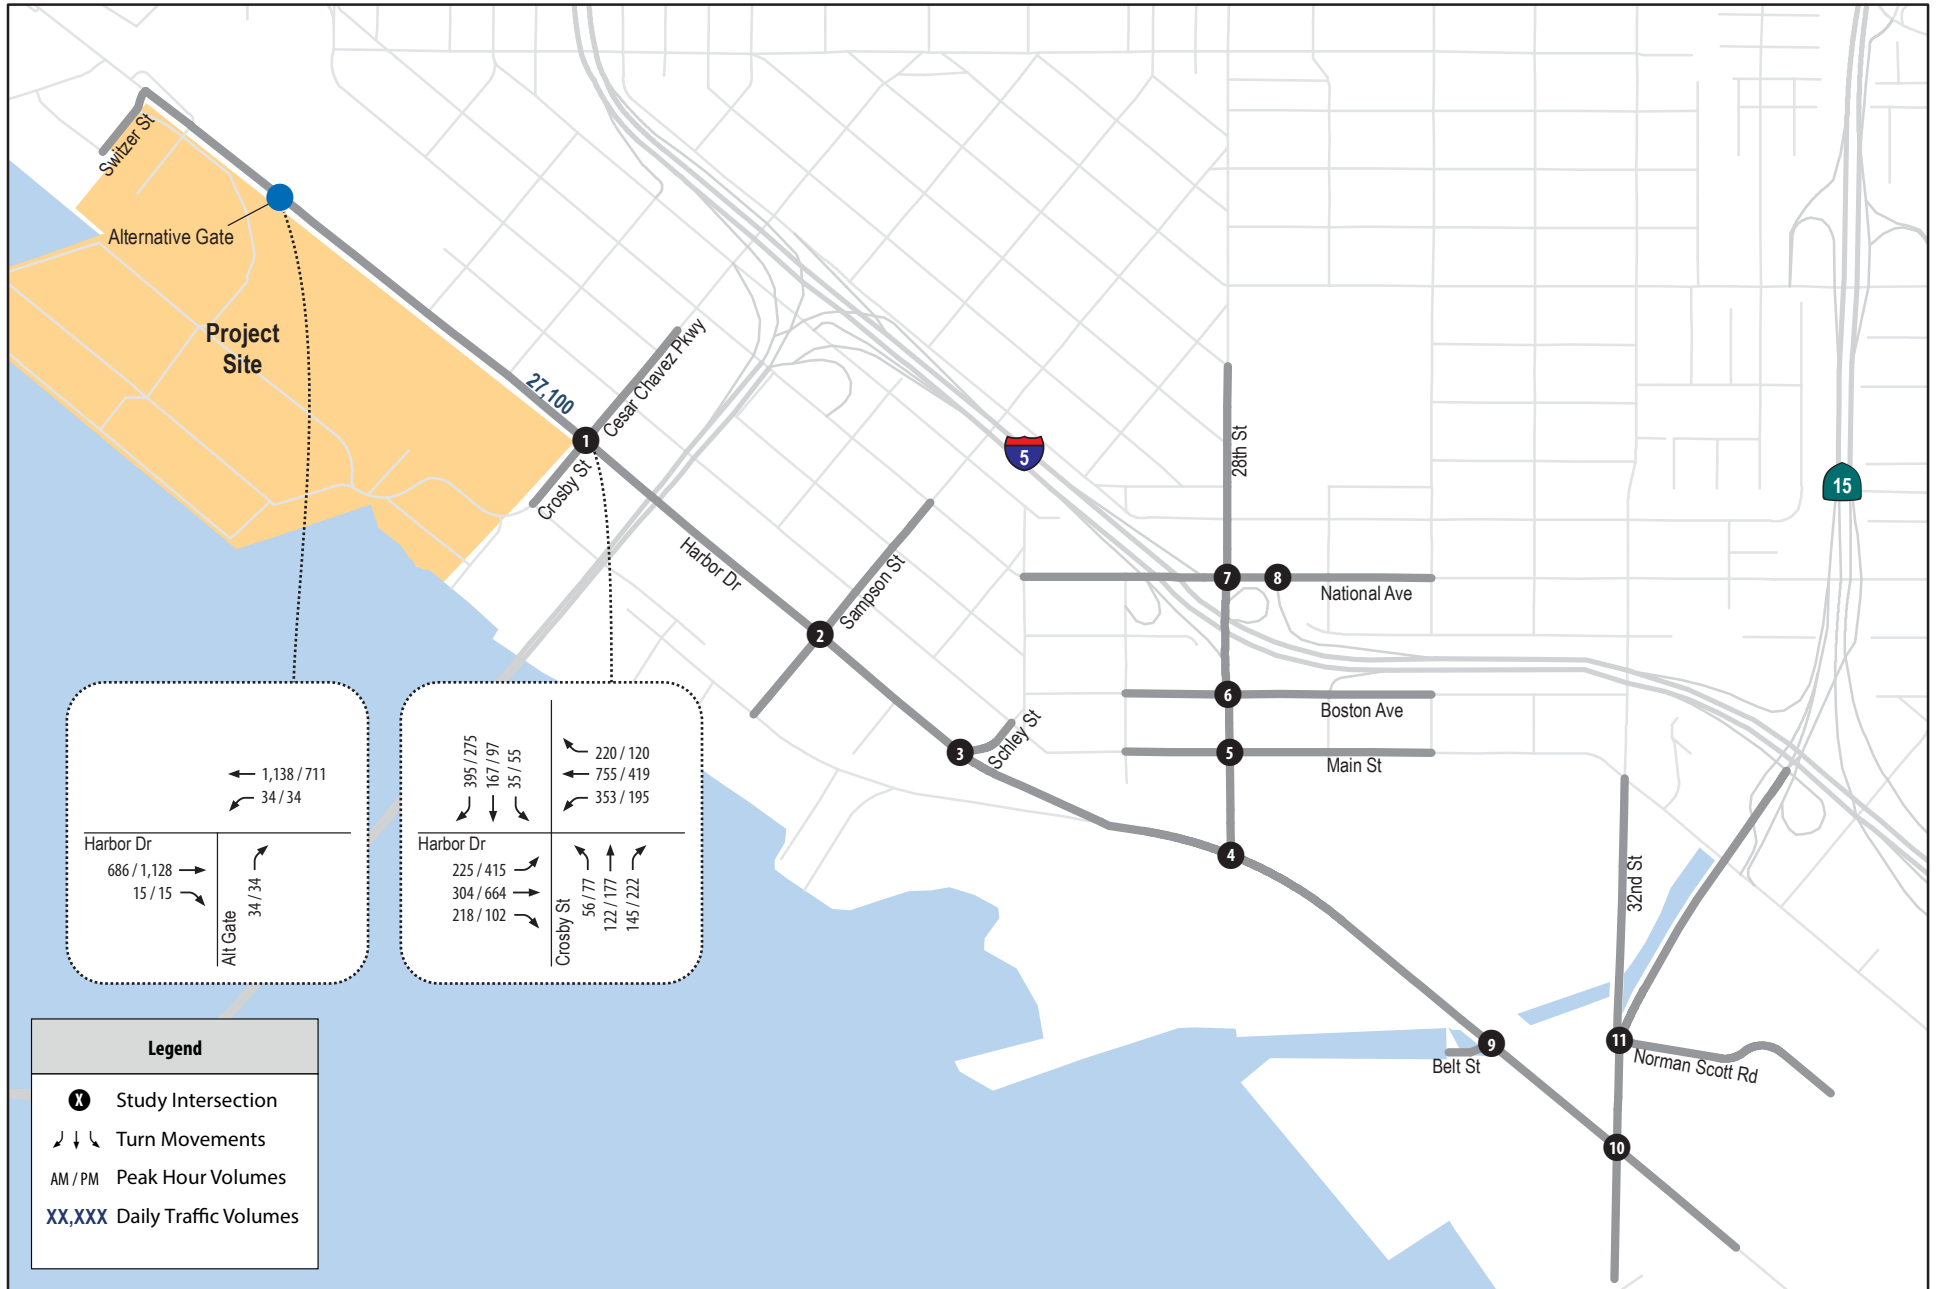 Switzer St
Alternative Gate
Project
Site
27,100
Cesar Chavez Pkwy
1
Crosby St
Harbor Dr
Sampson St
2
3
Schley St
5
15
28th St
7
8
National Ave
6
Boston Ave
5
Main St
4
32nd St
9
Belt St
11
Norman Scott Rd
10
1,138 / 711
34 / 34
Harbor Dr
686 / 1,128
15 / 15
Alt Gate
34 / 34
395 / 275
167 / 97
35 / 55
220 / 120
755 / 419
353 / 195
Harbor Dr
225 / 415
304 / 664
218 / 102
Crosby St
56 / 77
122 / 177
145 / 222
Legend
X Study Intersection
Turn Movements
AM / PM Peak Hour Volumes
XX,XXX Daily Traffic Volumes